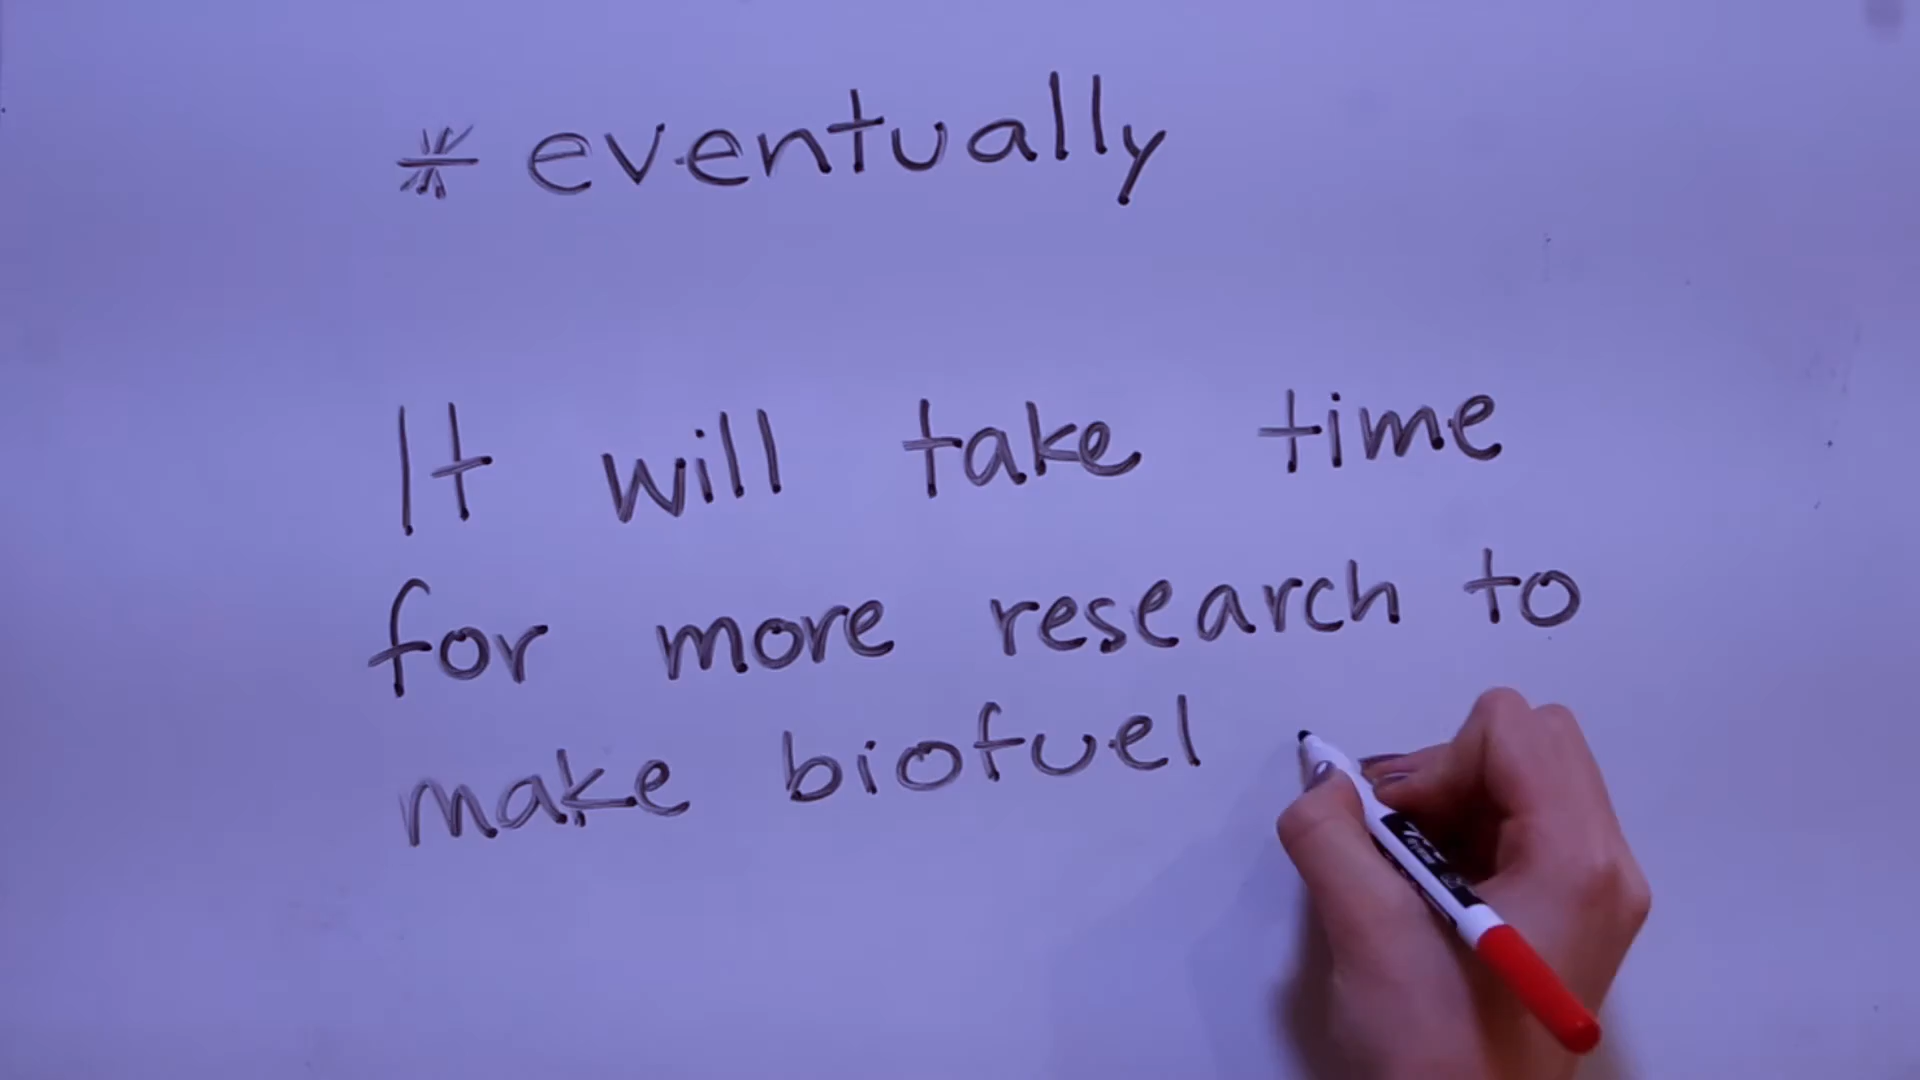 * eventually
It will take time
for more research to
make biofuel